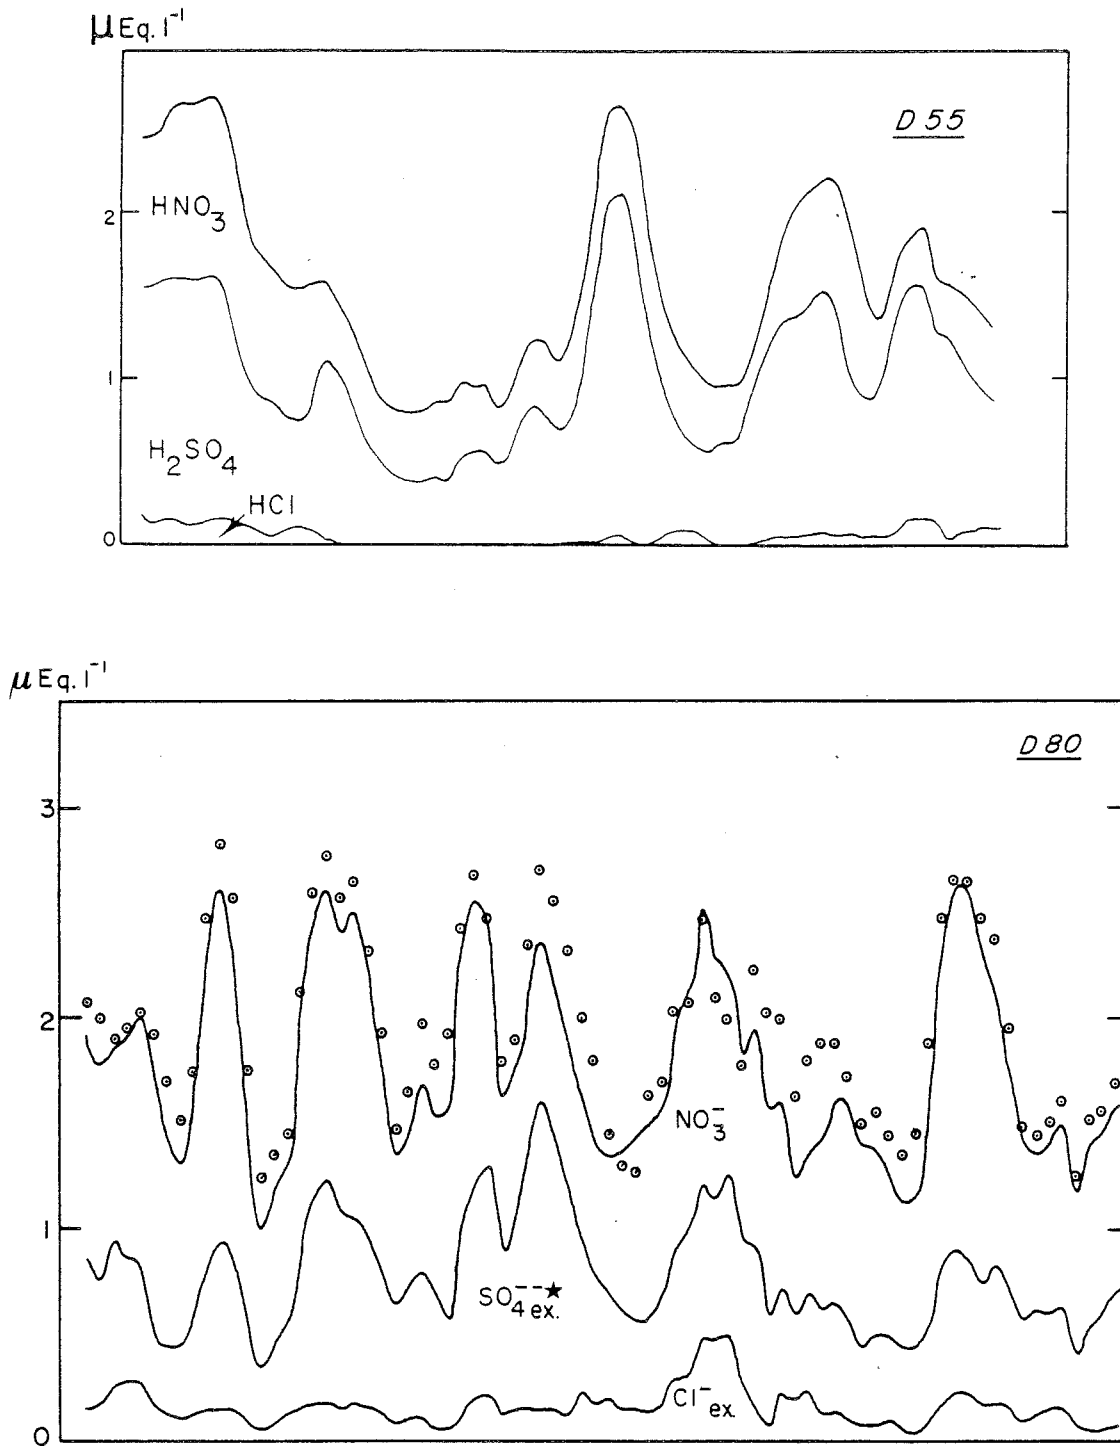 μEq. l⁻¹
D 55
2
HNO₃
1
H₂SO₄
HCl
0
μEq. l⁻¹
D 80
3
2
NO₃⁻
1
SO₄⁻⁻★ex.
Cl⁻ex.
0